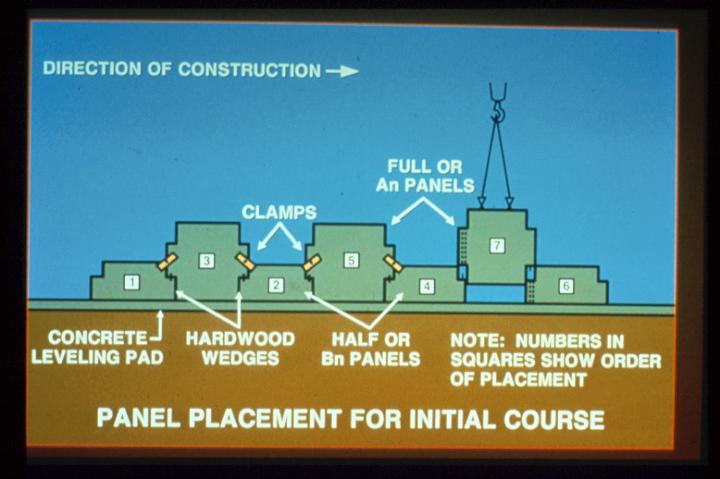 DIRECTION OF CONSTRUCTION
FULL OR
An PANELS
CLAMPS
1
3
2
5
4
7
6
CONCRETE
LEVELING PAD
HARDWOOD
WEDGES
HALF OR
Bn PANELS
NOTE: NUMBERS IN
SQUARES SHOW ORDER
OF PLACEMENT
PANEL PLACEMENT FOR INITIAL COURSE